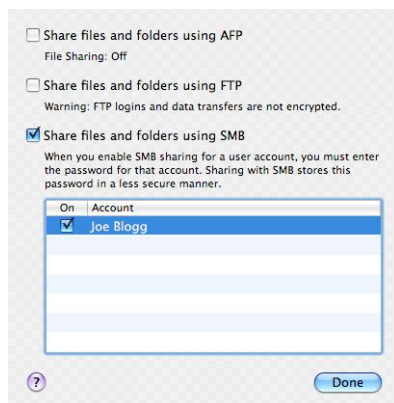 Share files and folders using AFP
File Sharing: Off
Share files and folders using FTP
Warning: FTP logins and data transfers are not encrypted.
Share files and folders using SMB
When you enable SMB sharing for a user account, you must enter
the password for that account. Sharing with SMB stores this
password in a less secure manner.
On Account
Joe Blogg
? Done